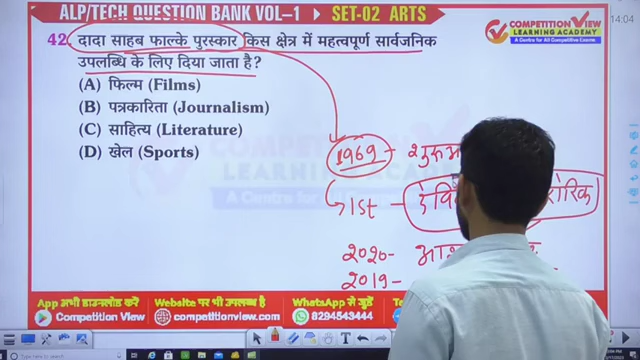 ALP/TECH QUESTION BANK VOL-1 SET-02 ARTS
COMPETITION VIEW
LEARNING ACADEMY
A Centre for All Competitive Exams
14:04
42. दादा साहब फाल्के पुरस्कार किस क्षेत्र में महत्वपूर्ण सार्वजनिक
उपलब्धि के लिए दिया जाता है?
(A) फिल्म (Films)
(B) पत्रकारिता (Journalism)
(C) साहित्य (Literature)
(D) खेल (Sports)
1969 -
1st -
2020 -
2019 -
App अभी डाउनलोड करें
Competition View
Website पर भी उपलब्ध है
competitionview.com
WhatsApp से जुड़ें
8294543444